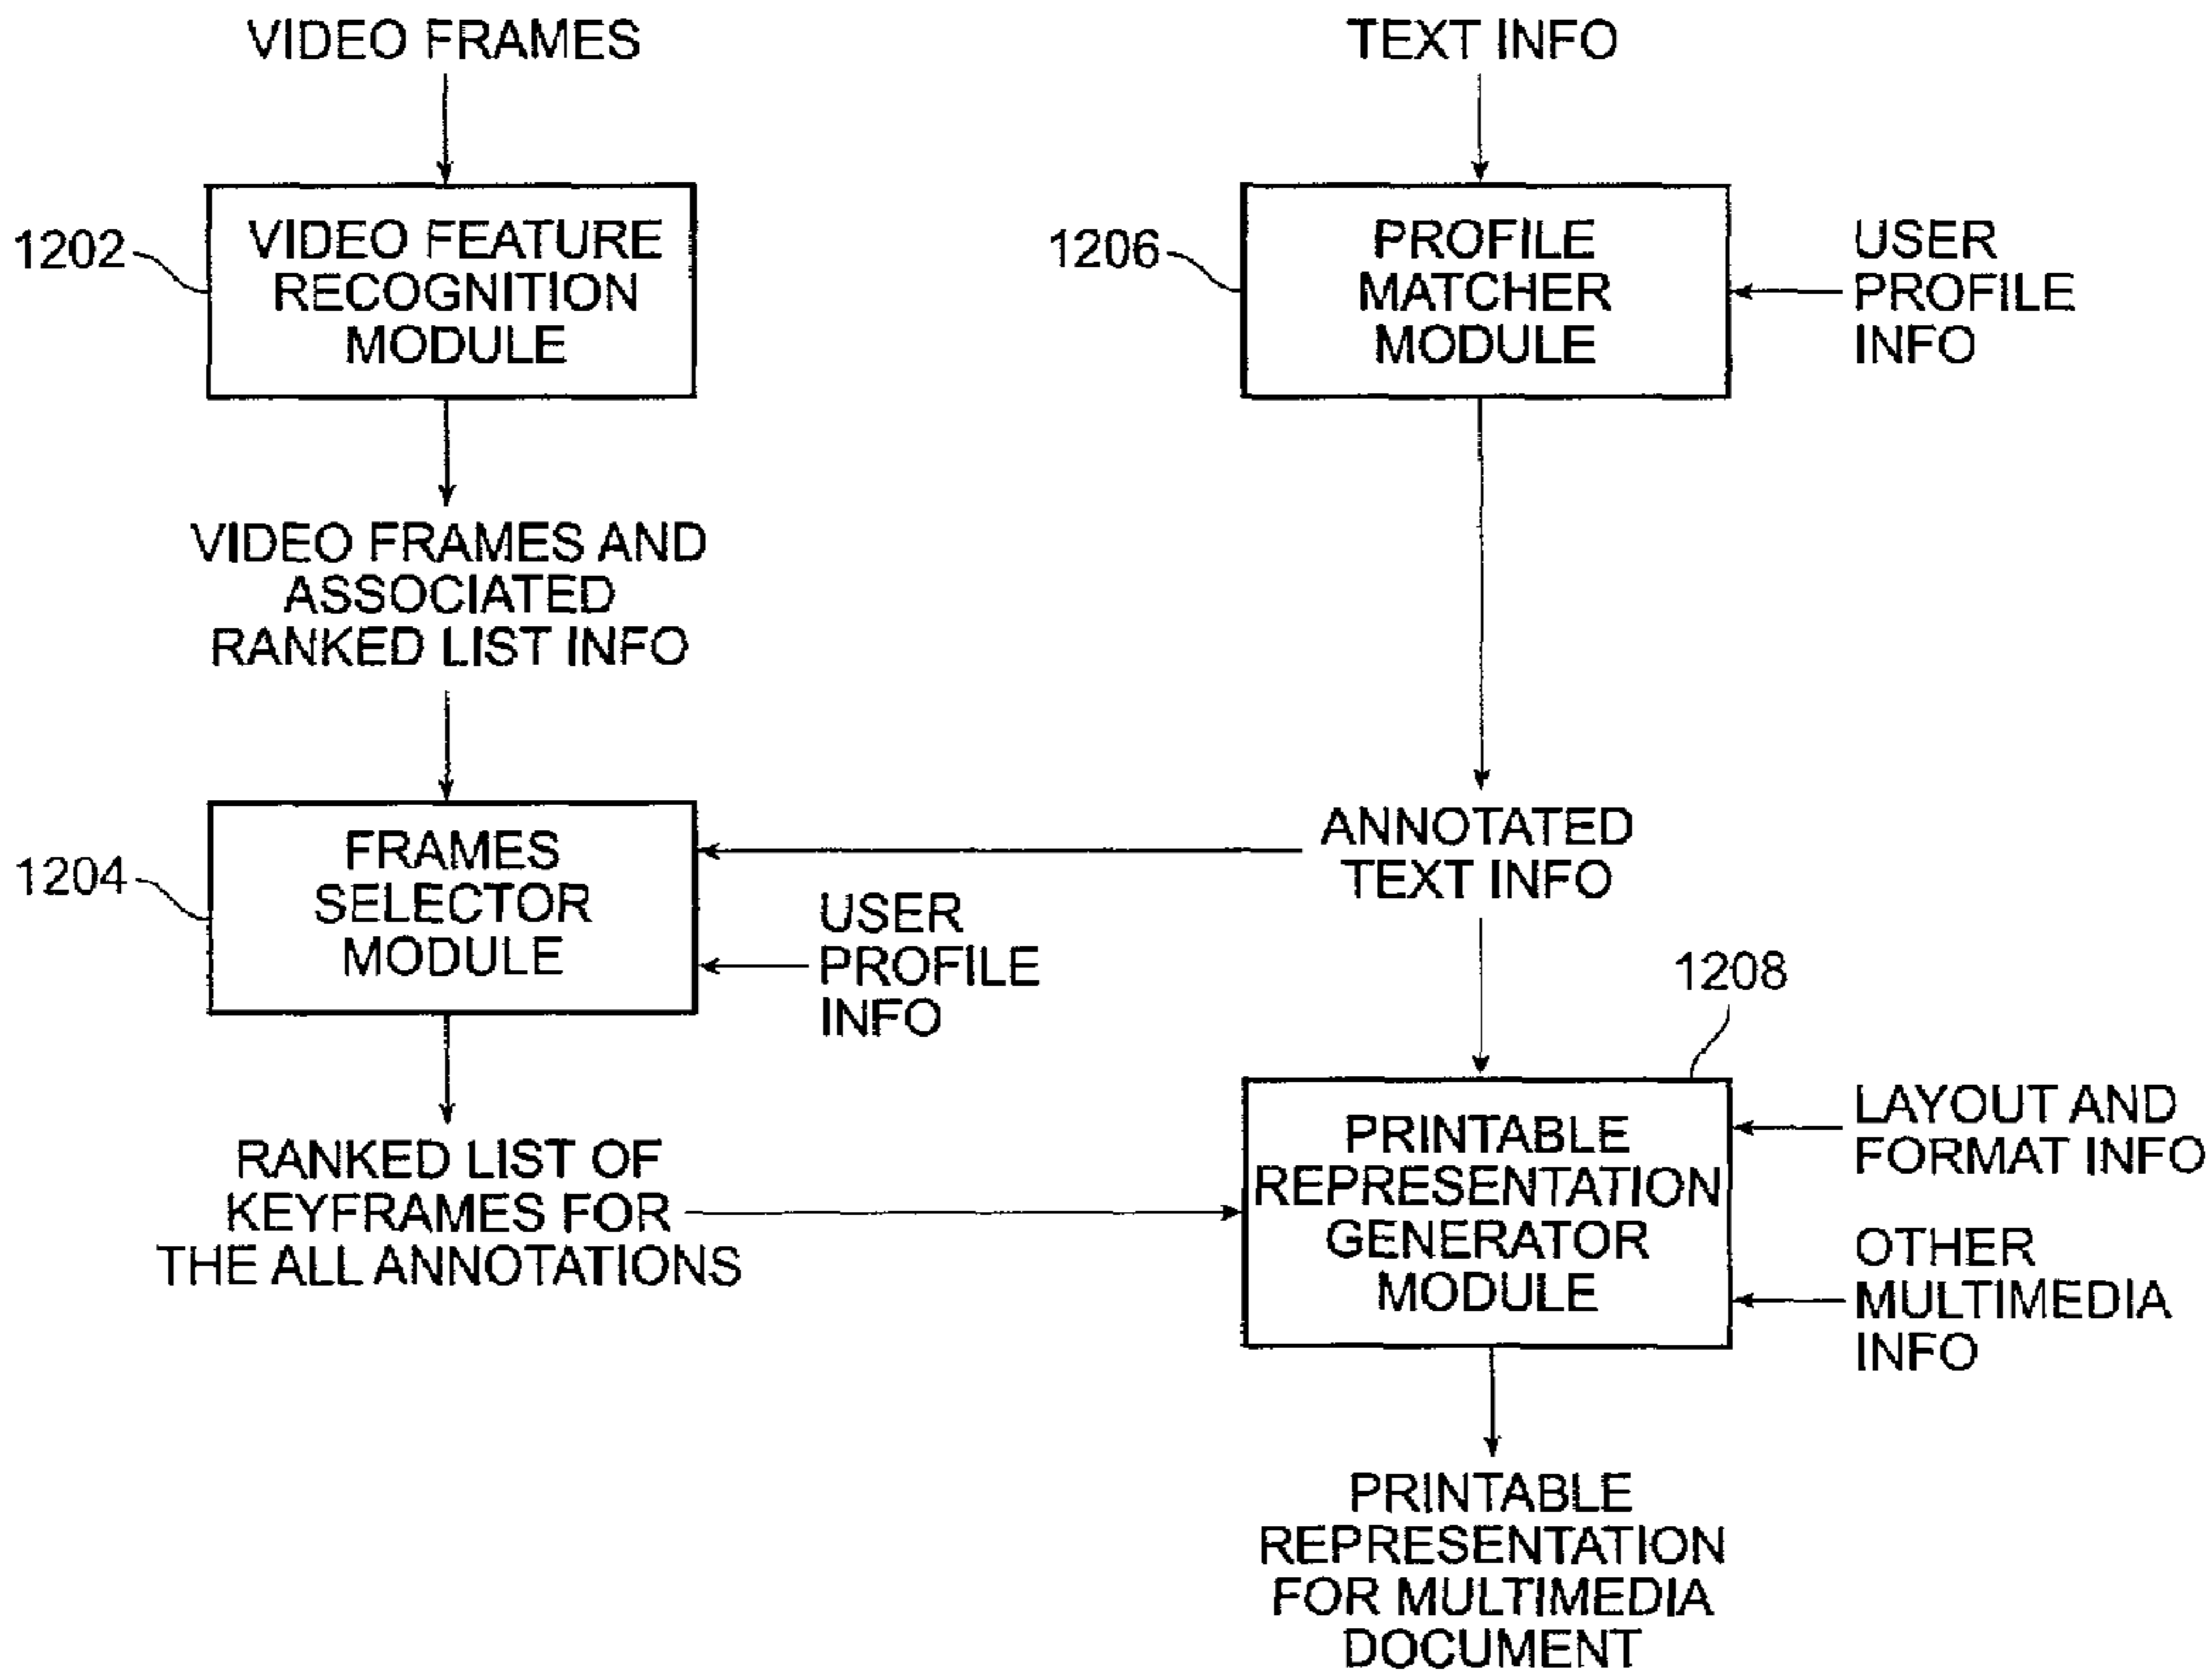 VIDEO FRAMES
TEXT INFO
1202
VIDEO FEATURE
RECOGNITION
MODULE
1206
PROFILE
MATCHER
MODULE
USER
PROFILE
INFO
VIDEO FRAMES AND
ASSOCIATED
RANKED LIST INFO
1204
FRAMES
SELECTOR
MODULE
USER
PROFILE
INFO
ANNOTATED
TEXT INFO
1208
RANKED LIST OF
KEYFRAMES FOR
THE ALL ANNOTATIONS
PRINTABLE
REPRESENTATION
GENERATOR
MODULE
LAYOUT AND
FORMAT INFO
OTHER
MULTIMEDIA
INFO
PRINTABLE
REPRESENTATION
FOR MULTIMEDIA
DOCUMENT